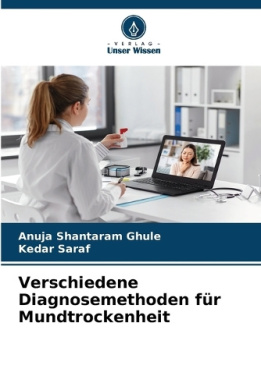 VERLAG
Unser Wissen
Anuja Shantaram Ghule
Kedar Saraf
Verschiedene
Diagnosemethoden für
Mundtrockenheit